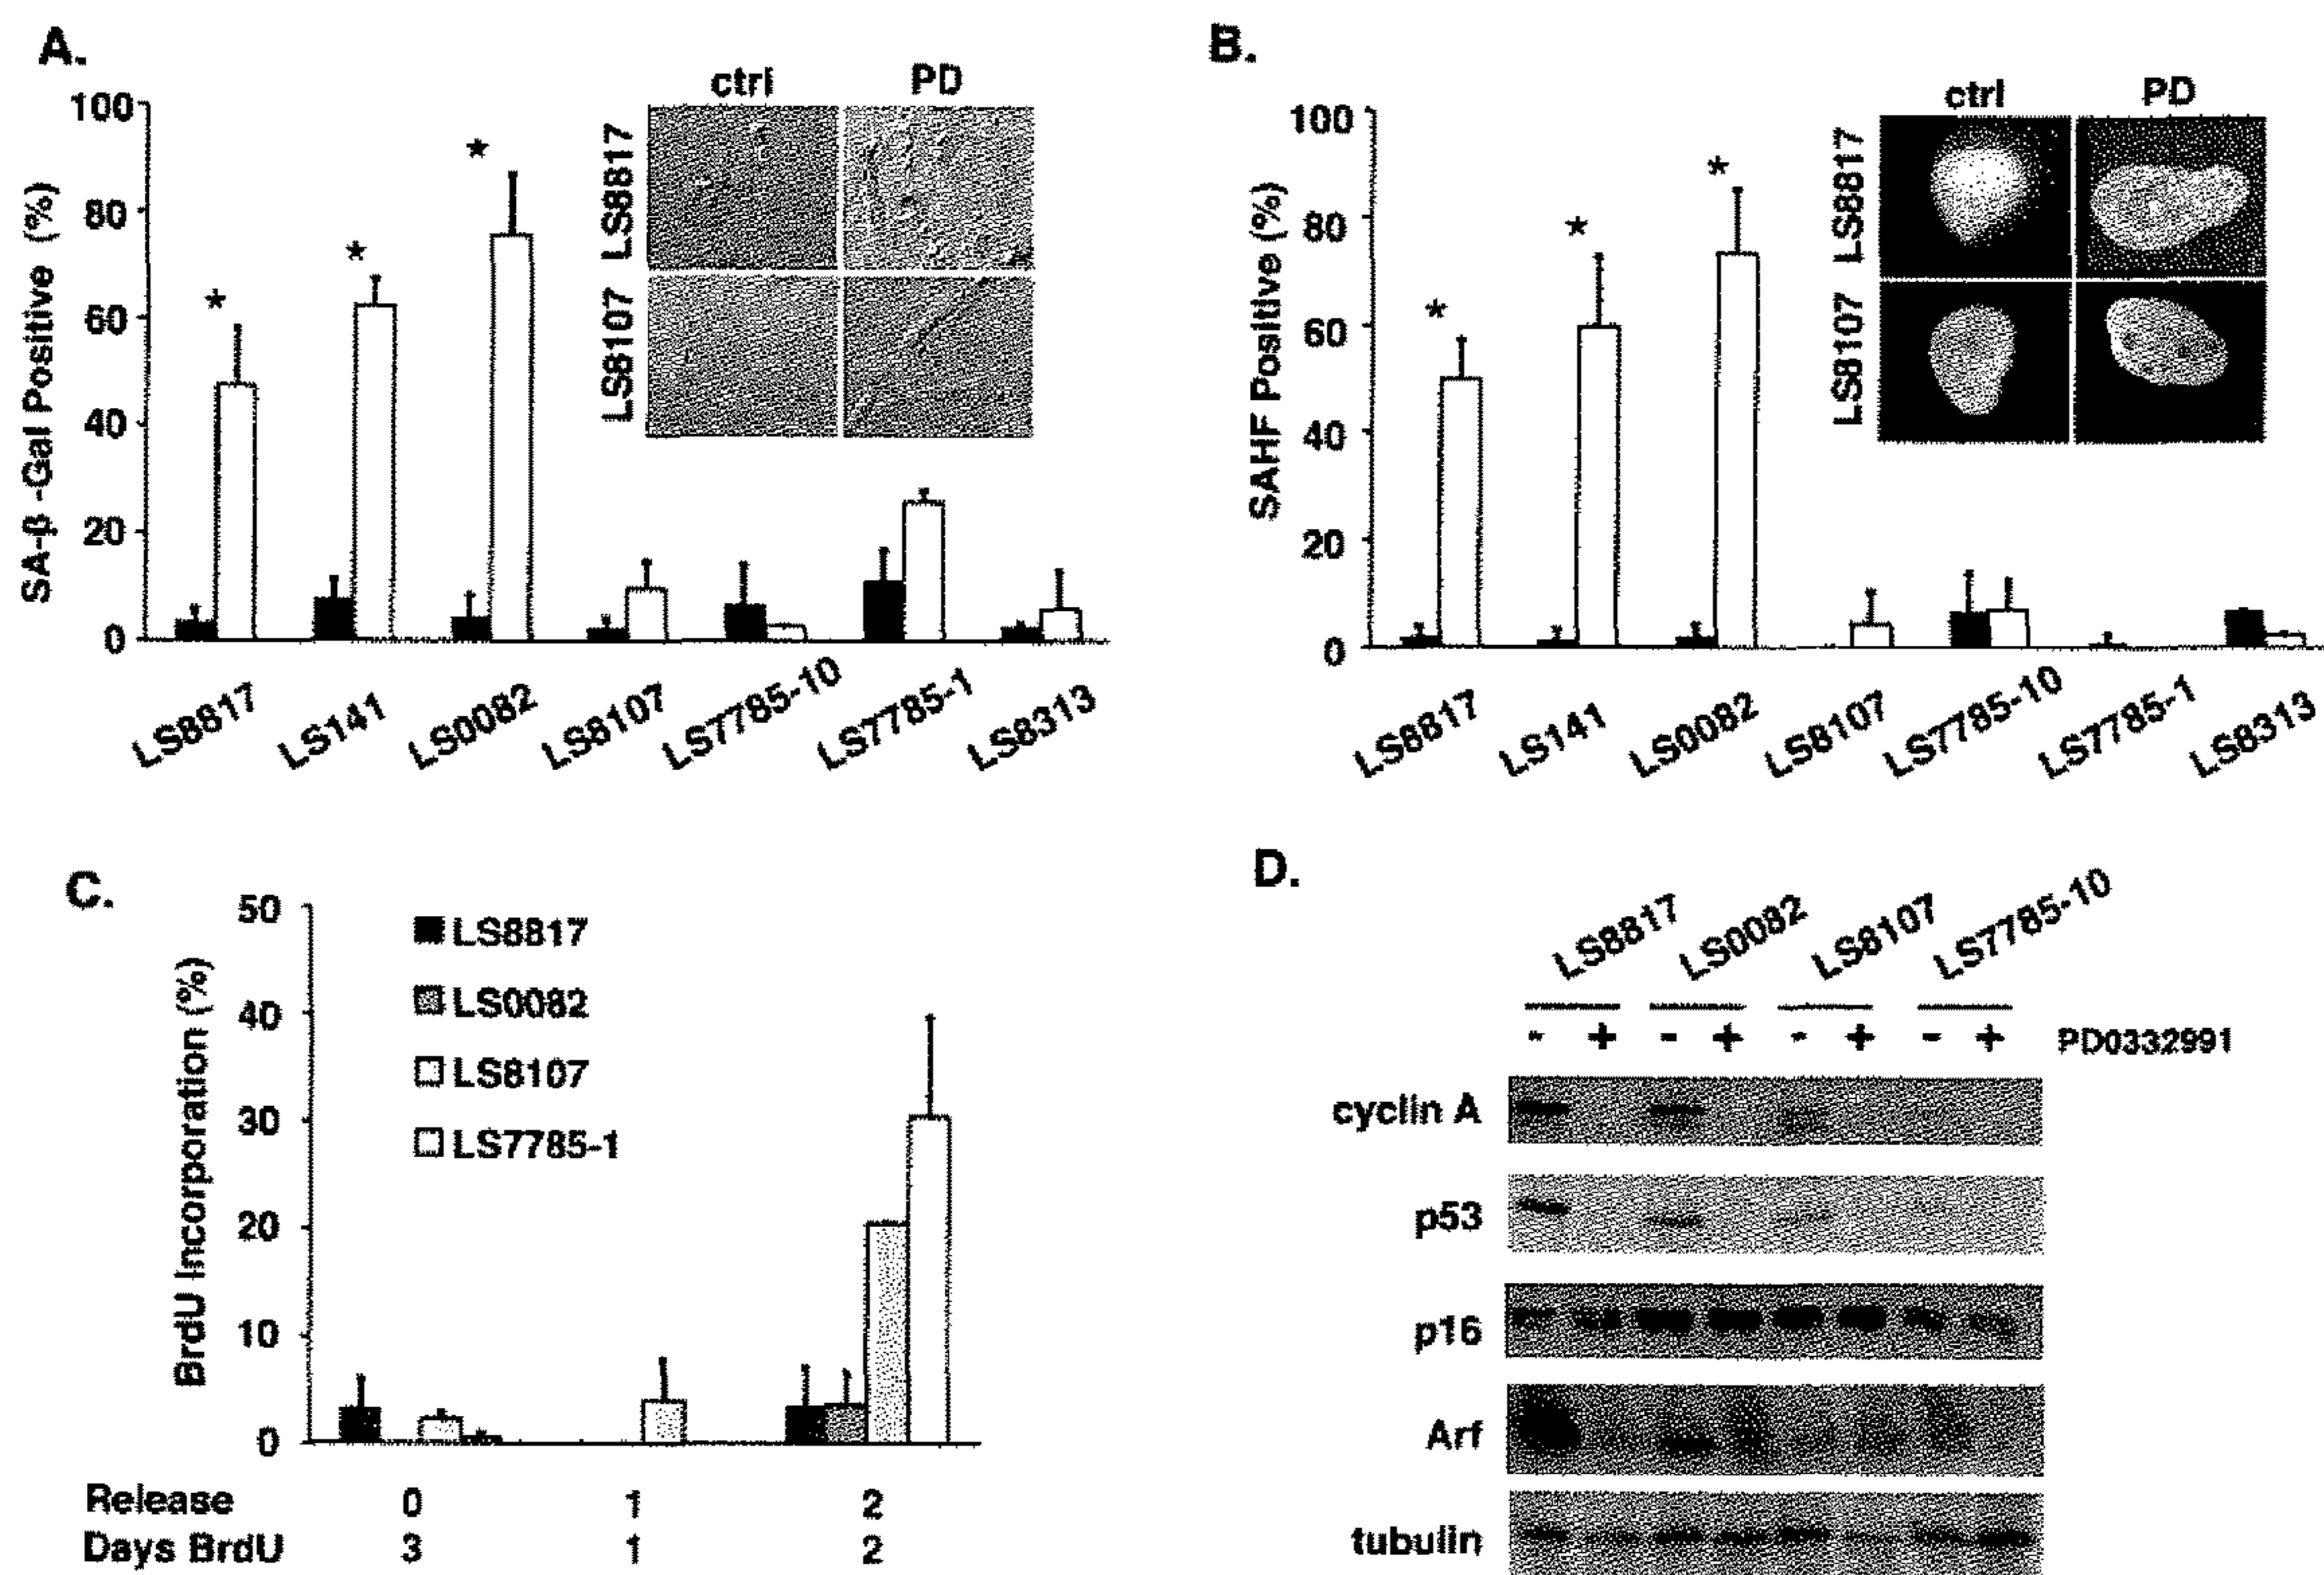 A.
ctrl PD
LS8817
LS8107
SA-β -Gal Positive (%)
100
80
60
40
20
0
*
*
*
LS8817 LS141 LS0082 LS8107 LS7785-10 LS7785-1 LS8313
B.
ctrl PD
LS8817
LS8107
SAHF Positive (%)
100
80
60
40
20
0
*
*
*
LS8817 LS141 LS0082 LS8107 LS7785-10 LS7785-1 LS8313
C.
BrdU Incorporation (%)
50
40
30
20
10
0
LS8817
LS0082
LS8107
LS7785-1
Release 0 1 2
Days BrdU 3 1 2
D.
LS8817 LS0082 LS8107 LS7785-10
- + - + - + - + PD0332991
cyclin A
p53
p16
Arf
tubulin